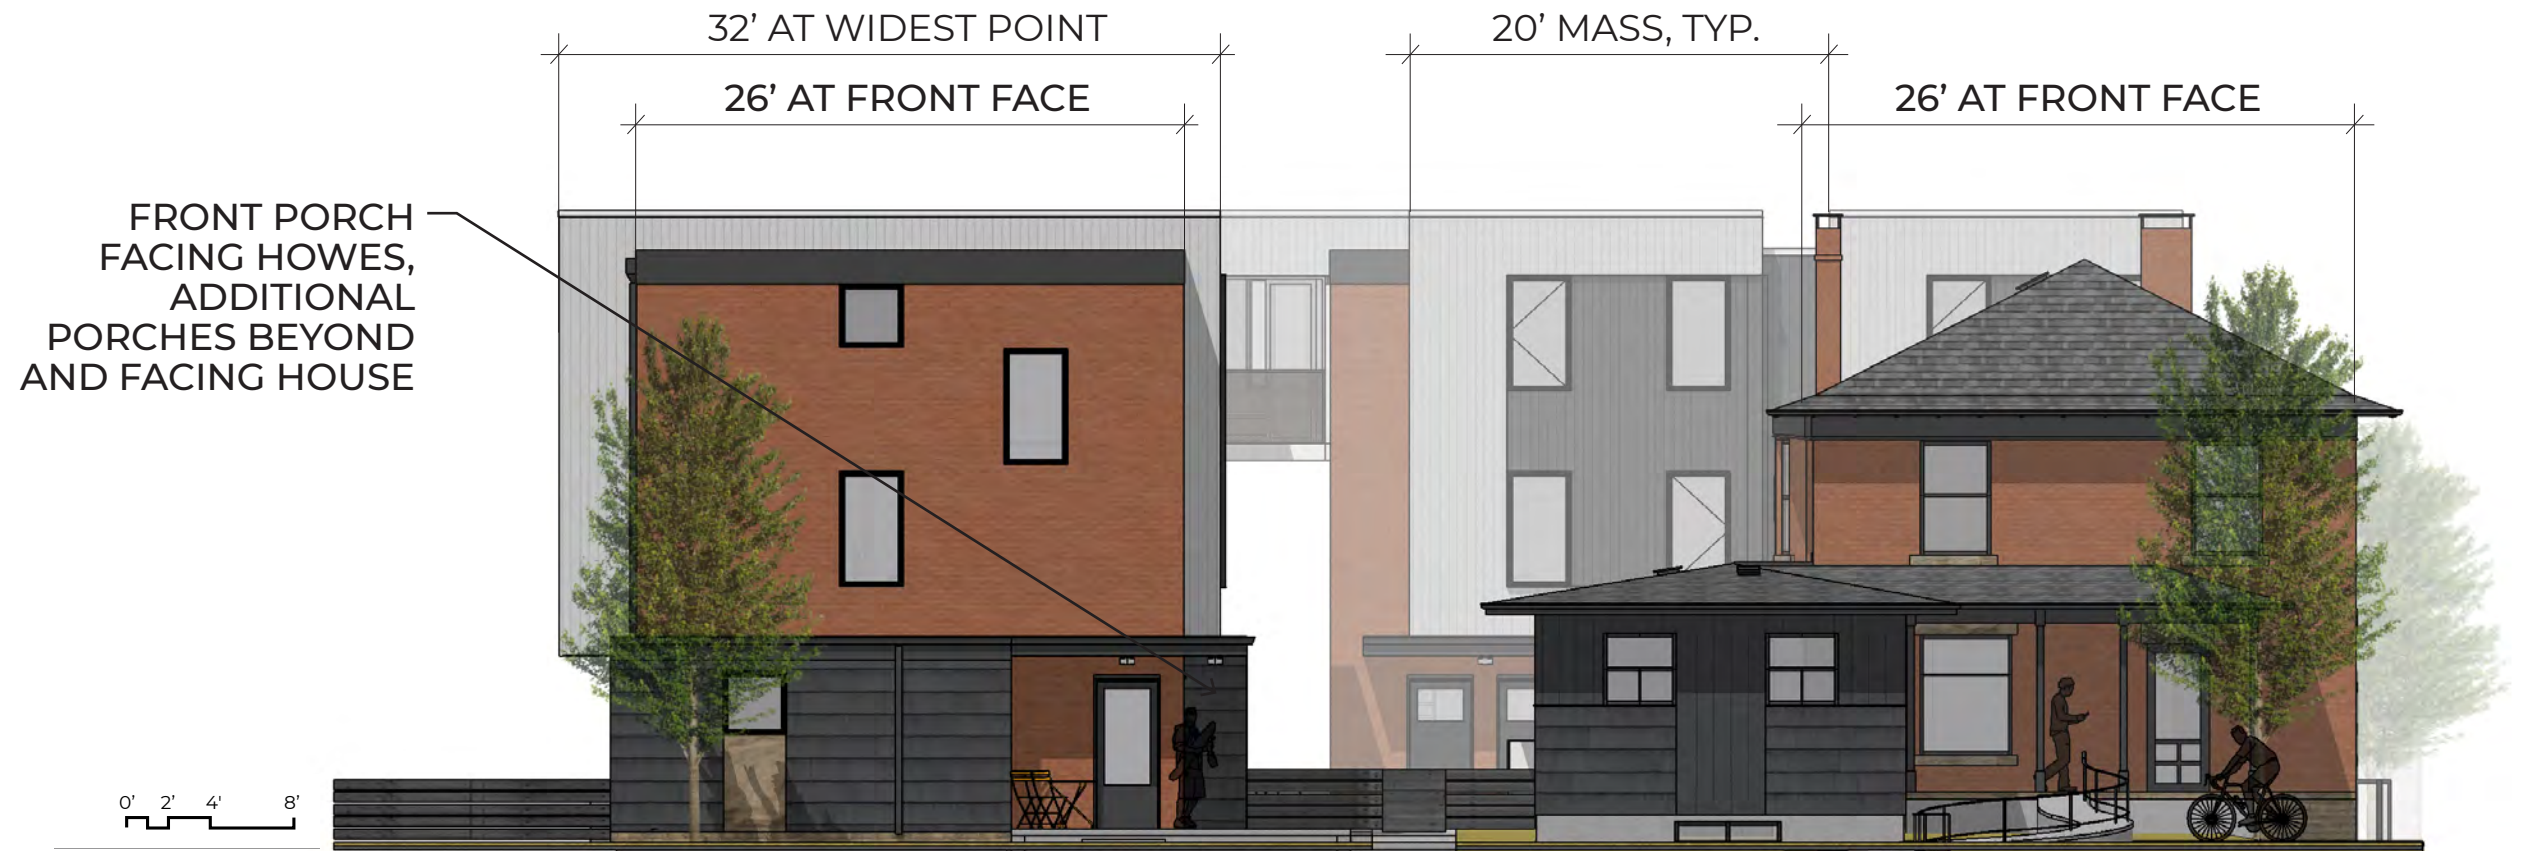 32’ AT WIDEST POINT
20’ MASS, TYP.
26’ AT FRONT FACE
26’ AT FRONT FACE
FRONT PORCH
FACING HOWES,
ADDITIONAL
PORCHES BEYOND
AND FACING HOUSE
0’ 2’ 4' 8’